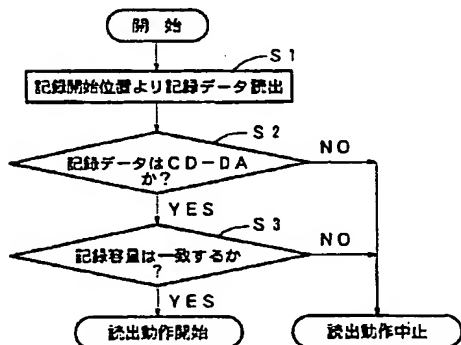 開 始
S1
記録開始位置より記録データ読出
S2
記録データはCD-DA
か?
NO
YES
S3
記録容量は一致するか
?
NO
YES
読出動作開始
読出動作中止